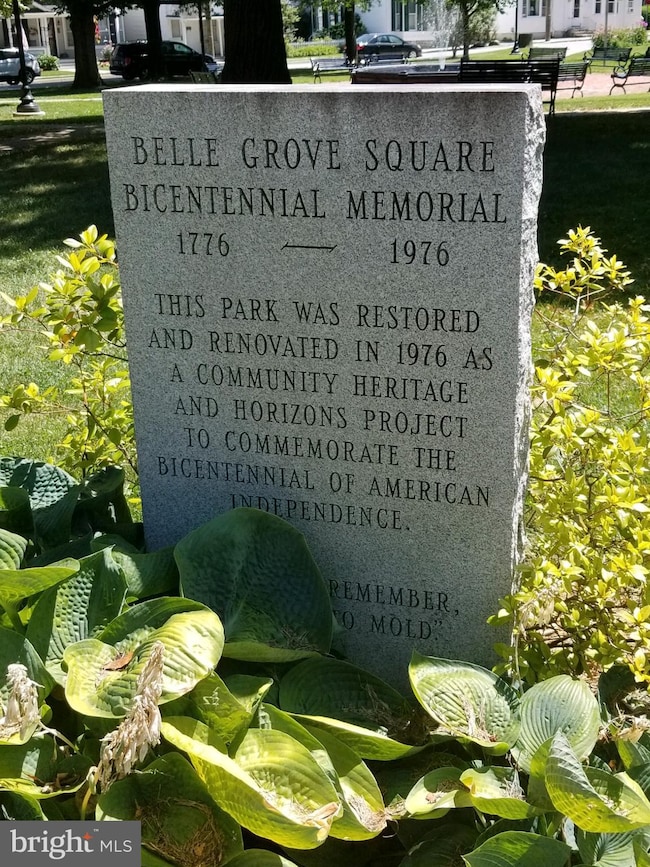 BELLE GROVE SQUARE
BICENTENNIAL MEMORIAL
1776 — 1976
THIS PARK WAS RESTORED
AND RENOVATED IN 1976 AS
A COMMUNITY HERITAGE
AND HORIZONS PROJECT
TO COMMEMORATE THE
BICENTENNIAL OF AMERICAN
INDEPENDENCE.
REMEMBER,
TO MOLD".
bright MLS